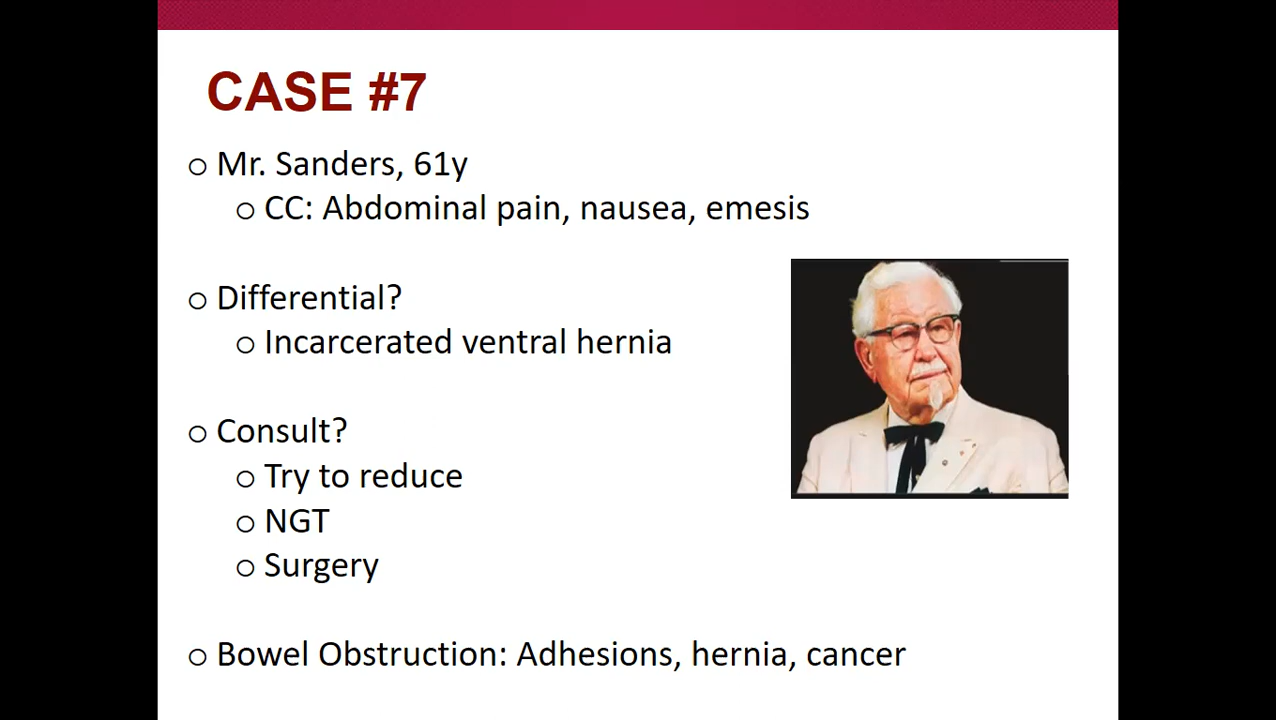 CASE #7
○ Mr. Sanders, 61y
○ CC: Abdominal pain, nausea, emesis
○ Differential?
○ Incarcerated ventral hernia
○ Consult?
○ Try to reduce
○ NGT
○ Surgery
○ Bowel Obstruction: Adhesions, hernia, cancer